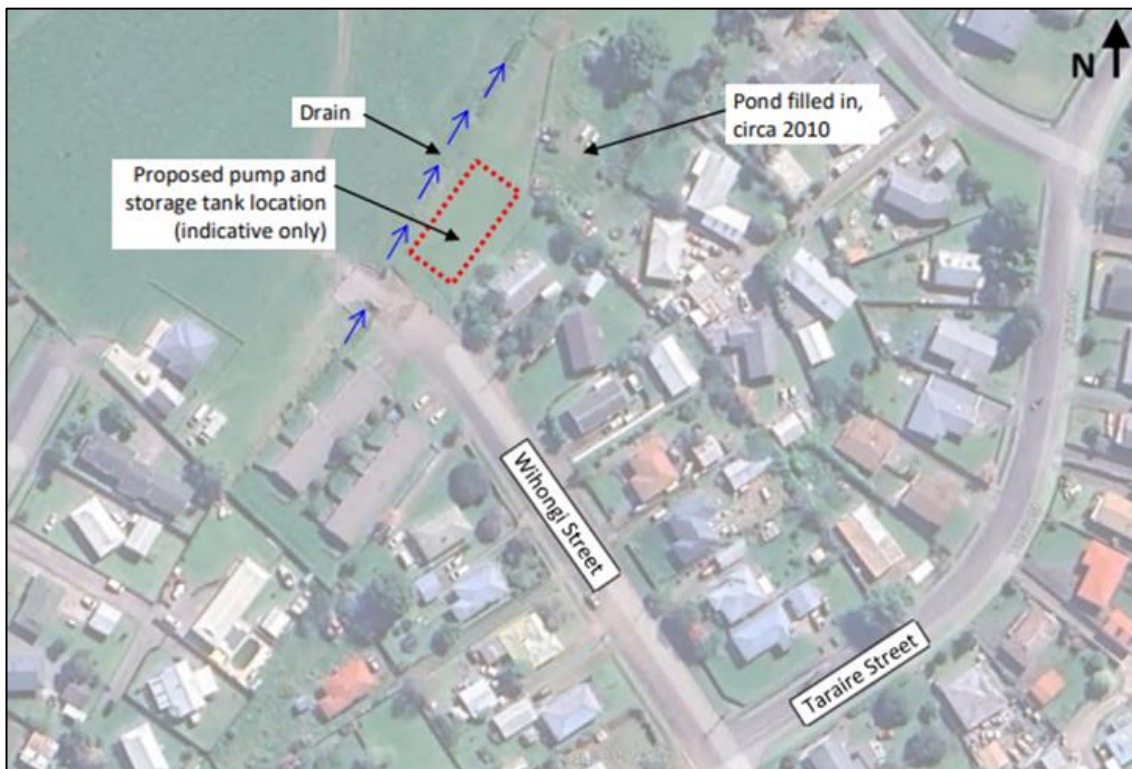 N
Drain
Pond filled in,
circa 2010
Proposed pump and
storage tank location
(indicative only)
Wihongi Street
Taraire Street